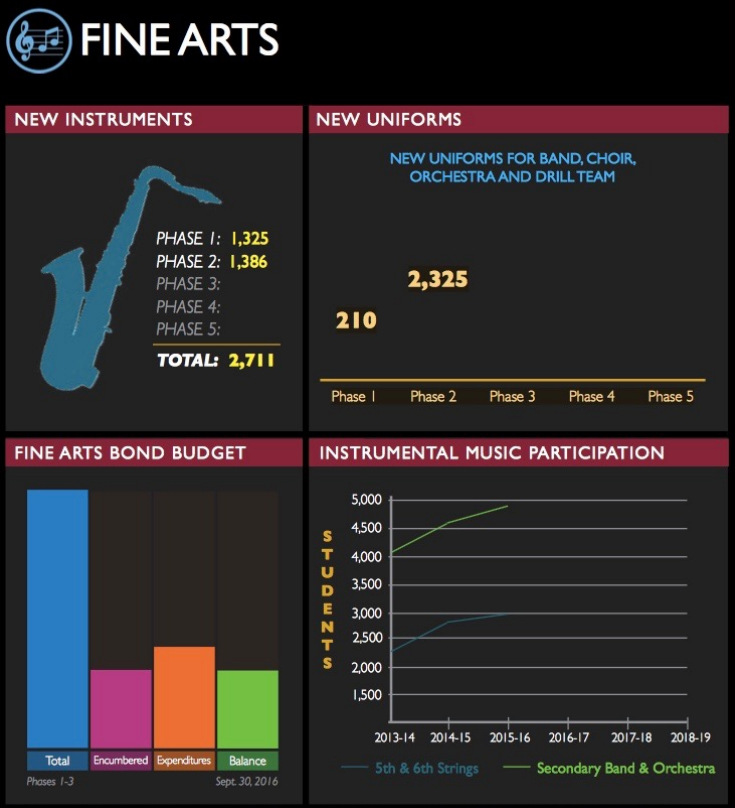 FINE ARTS
NEW INSTRUMENTS
PHASE 1: 1,325
PHASE 2: 1,386
PHASE 3:
PHASE 4:
PHASE 5:
TOTAL: 2,711
NEW UNIFORMS
NEW UNIFORMS FOR BAND, CHOIR,
ORCHESTRA AND DRILL TEAM
2,325
210
Phase 1 Phase 2 Phase 3 Phase 4 Phase 5
FINE ARTS BOND BUDGET
Total Encumbered Expenditures Balance
Phases 1-3 Sept. 30, 2016
INSTRUMENTAL MUSIC PARTICIPATION
STUDENTS
5,000
4,500
4,000
3,500
3,000
2,500
2,000
1,500
2013-14 2014-15 2015-16 2016-17 2017-18 2018-19
5th & 6th Strings Secondary Band & Orchestra